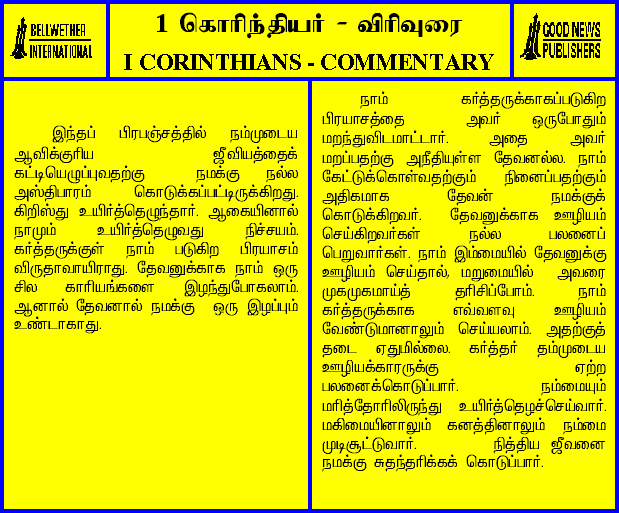 BELLWETHER
INTERNATIONAL
1 கொரிந்தியர் - விரிவுரை
I CORINTHIANS - COMMENTARY
GOOD NEWS
PUBLISHERS
இந்தப் பிரபஞ்சத்தில் நம்முடைய
ஆவிக்குரிய ஜீவியத்தைக்
கட்டியெழுப்புவதற்கு நமக்கு நல்ல
அஸ்திபாரம் கொடுக்கப்பட்டிருக்கிறது.
கிறிஸ்து உயிர்த்தெழுந்தார். ஆகையினால்
நாமும் உயிர்த்தெழுவது நிச்சயம்.
கர்த்தருக்குள் நாம் படுகிற பிரயாசம்
விருதாவாயிராது. தேவனுக்காக நாம் ஒரு
சில காரியங்களை இழந்துபோகலாம்.
ஆனால் தேவனால் நமக்கு ஒரு இழப்பும்
உண்டாகாது.
நாம் கர்த்தருக்காகப்படுகிற
பிரயாசத்தை அவர் ஒருபோதும்
மறந்துவிடமாட்டார். அதை அவர்
மறப்பதற்கு அநீதியுள்ள தேவனல்ல. நாம்
கேட்டுக்கொள்வதற்கும் நினைப்பதற்கும்
அதிகமாக தேவன் நமக்குக்
கொடுக்கிறவர். தேவனுக்காக ஊழியம்
செய்கிறவர்கள் நல்ல பலனைப்
பெறுவார்கள். நாம் இம்மையில் தேவனுக்கு
ஊழியம் செய்தால், மறுமையில் அவரை
முகமுகமாய்த் தரிசிப்போம். நாம்
கர்த்தருக்காக எவ்வளவு ஊழியம்
வேண்டுமானாலும் செய்யலாம். அதற்குத்
தடை ஏதுமில்லை. கர்த்தர் தம்முடைய
ஊழியக்காரருக்கு ஏற்ற
பலனைக்கொடுப்பார். நம்மையும்
மரித்தோரிலிருந்து உயிர்த்தெழச்செய்வார்.
மகிமையினாலும் கனத்தினாலும் நம்மை
முடிசூட்டுவார். நித்திய ஜீவனை
நமக்கு சுதந்தரிக்கக் கொடுப்பார்.